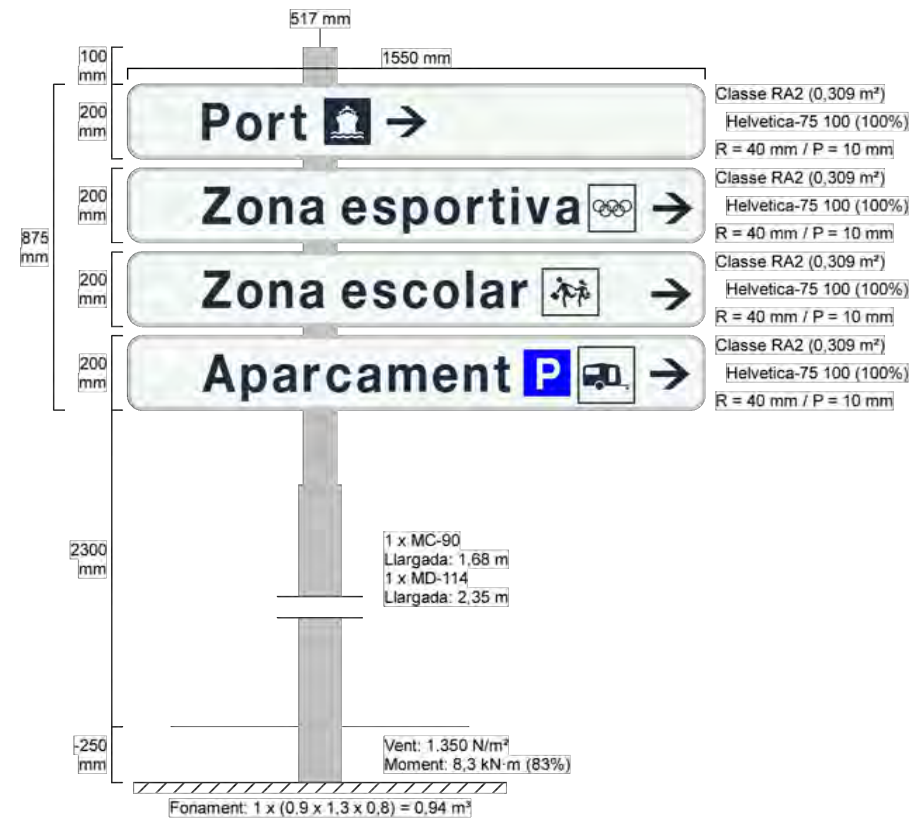 517 mm
100
mm
1550 mm
200
mm
Port
Classe RA2 (0,309 m²)
Helvetica-75 100 (100%)
R = 40 mm / P = 10 mm
200
mm
Zona esportiva
Classe RA2 (0,309 m²)
Helvetica-75 100 (100%)
R = 40 mm / P = 10 mm
875
mm
200
mm
Zona escolar
Classe RA2 (0,309 m²)
Helvetica-75 100 (100%)
R = 40 mm / P = 10 mm
200
mm
Aparcament P
Classe RA2 (0,309 m²)
Helvetica-75 100 (100%)
R = 40 mm / P = 10 mm
2300
mm
1 x MC-90
Llargada: 1,68 m
1 x MD-114
Llargada: 2,35 m
-250
mm
Vent: 1.350 N/m²
Moment: 8,3 kN·m (83%)
Fonament: 1 x (0,9 x 1,3 x 0,8) = 0,94 m³